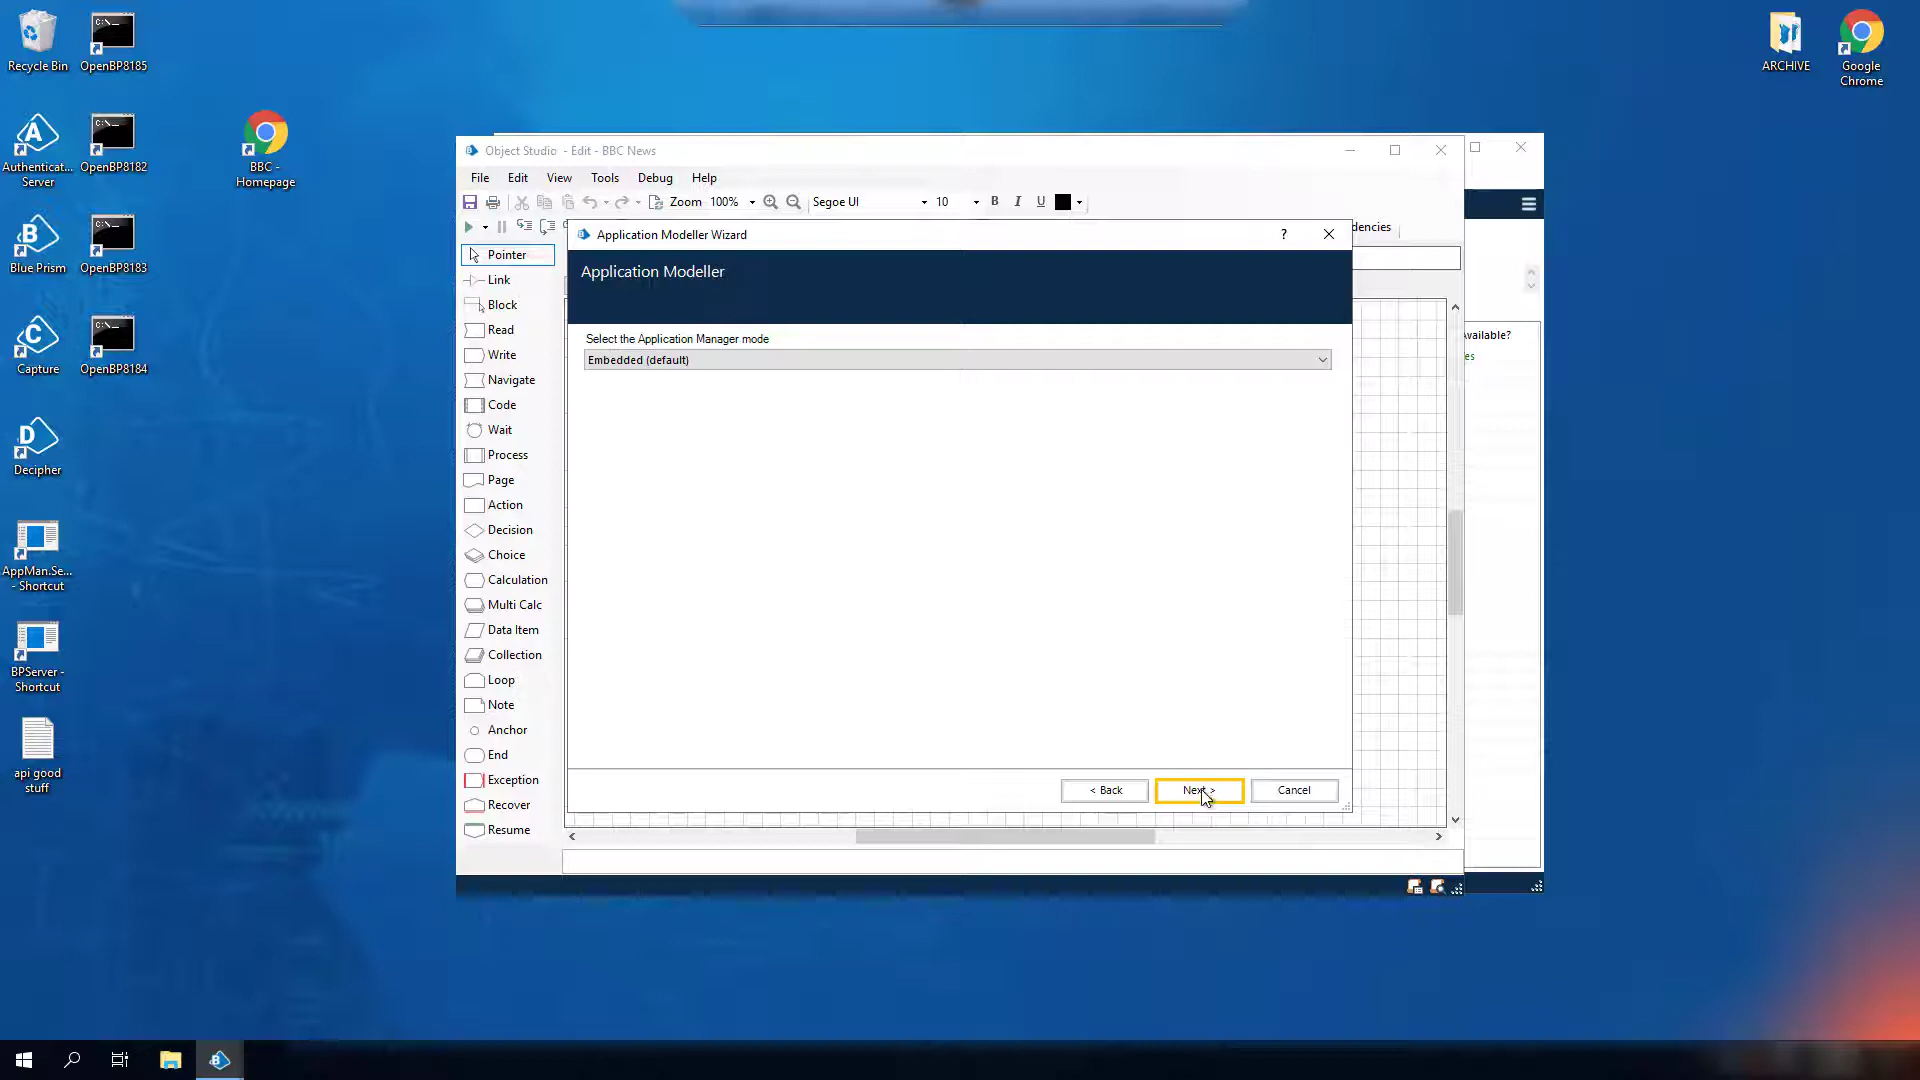 Recycle Bin
OpenBP8185
Authenticat...
Server
OpenBP8182
BBC -
Homepage
Blue Prism
OpenBP8183
Capture
OpenBP8184
Decipher
AppMan.Se...
- Shortcut
BPServer -
Shortcut
api good
stuff
ARCHIVE
Google
Chrome
Object Studio - Edit - BBC News
File Edit View Tools Debug Help
Zoom 100% Segoe UI 10 B I U
dencies
Pointer
Link
Block
Read
Write
Navigate
Code
Wait
Process
Page
Action
Decision
Choice
Calculation
Multi Calc
Data Item
Collection
Loop
Note
Anchor
End
Exception
Recover
Resume
Application Modeller Wizard
Application Modeller
Select the Application Manager mode
Embedded (default)
< Back Next > Cancel
Available?
es